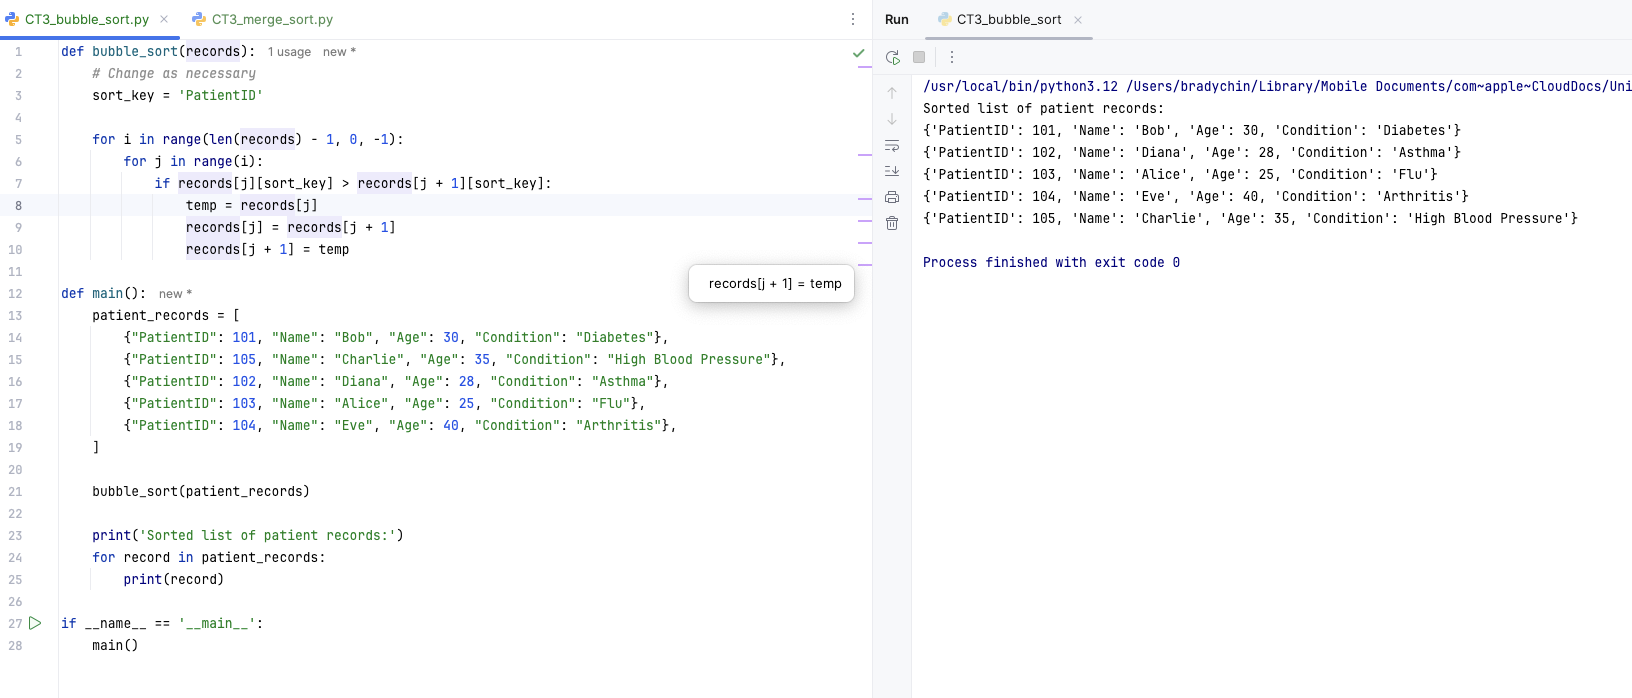 CT3_bubble_sort.py
CT3_merge_sort.py
1 def bubble_sort(records): 1 usage new *
2 # Change as necessary
3 sort_key = 'PatientID'
4
5 for i in range(len(records) - 1, 0, -1):
6 for j in range(i):
7 if records[j][sort_key] > records[j + 1][sort_key]:
8 temp = records[j]
9 records[j] = records[j + 1]
10 records[j + 1] = temp
11
12 def main(): new *
13 patient_records = [
14 {"PatientID": 101, "Name": "Bob", "Age": 30, "Condition": "Diabetes"},
15 {"PatientID": 105, "Name": "Charlie", "Age": 35, "Condition": "High Blood Pressure"},
16 {"PatientID": 102, "Name": "Diana", "Age": 28, "Condition": "Asthma"},
17 {"PatientID": 103, "Name": "Alice", "Age": 25, "Condition": "Flu"},
18 {"PatientID": 104, "Name": "Eve", "Age": 40, "Condition": "Arthritis"},
19 ]
20
21 bubble_sort(patient_records)
22
23 print('Sorted list of patient records:')
24 for record in patient_records:
25 print(record)
26
27 if __name__ == '__main__':
28 main()
records[j + 1] = temp
Run CT3_bubble_sort
/usr/local/bin/python3.12 /Users/bradychin/Library/Mobile Documents/com~apple~CloudDocs/Uni
Sorted list of patient records:
{'PatientID': 101, 'Name': 'Bob', 'Age': 30, 'Condition': 'Diabetes'}
{'PatientID': 102, 'Name': 'Diana', 'Age': 28, 'Condition': 'Asthma'}
{'PatientID': 103, 'Name': 'Alice', 'Age': 25, 'Condition': 'Flu'}
{'PatientID': 104, 'Name': 'Eve', 'Age': 40, 'Condition': 'Arthritis'}
{'PatientID': 105, 'Name': 'Charlie', 'Age': 35, 'Condition': 'High Blood Pressure'}
Process finished with exit code 0